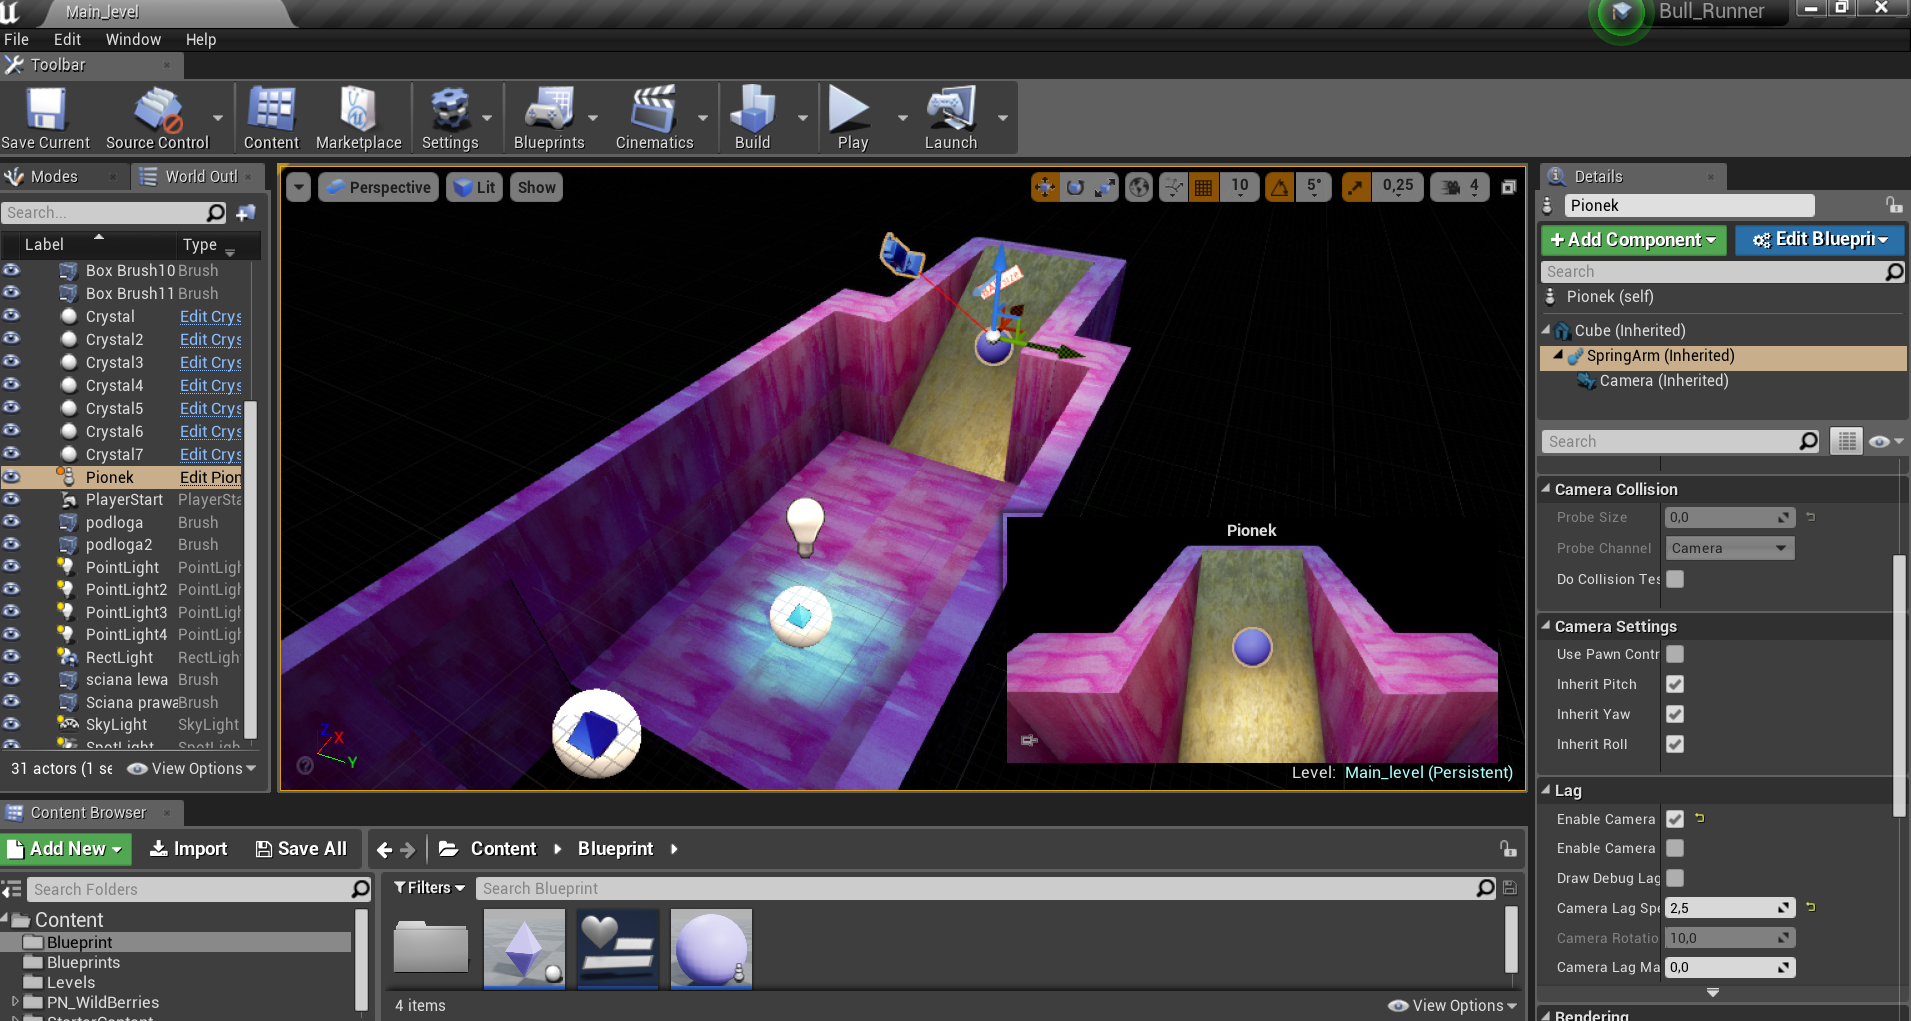 Main_level
Bull_Runner
File Edit Window Help
Toolbar
Save Current
Source Control
Content
Marketplace
Settings
Blueprints
Cinematics
Build
Play
Launch
Modes
World Outl
Search...
Label
Type
Box Brush10 Brush
Box Brush11 Brush
Crystal Edit Crys
Crystal2 Edit Crys
Crystal3 Edit Crys
Crystal4 Edit Crys
Crystal5 Edit Crys
Crystal6 Edit Crys
Crystal7 Edit Crys
Pionek Edit Pion
PlayerStart PlayerSta
podloga Brush
podloga2 Brush
PointLight PointLigh
PointLight2 PointLigh
PointLight3 PointLigh
PointLight4 PointLigh
RectLight RectLigh
sciana lewa Brush
Sciana prawa Brush
SkyLight SkyLight
SpotLight SpotLigh
31 actors (1 se
View Options
Perspective
Lit
Show
10
5°
0,25
4
Z
X
Y
Pionek
Level: Main_level (Persistent)
Details
Pionek
+ Add Component
Edit Blueprin
Search
Pionek (self)
Cube (Inherited)
SpringArm (Inherited)
Camera (Inherited)
Search
Camera Collision
Probe Size 0,0
Probe Channel Camera
Do Collision Tes
Camera Settings
Use Pawn Contr
Inherit Pitch
Inherit Yaw
Inherit Roll
Lag
Enable Camera
Enable Camera
Draw Debug Lag
Camera Lag Spe 2,5
Camera Rotatio 10,0
Camera Lag Ma 0,0
Rendering
Content Browser
Add New
Import
Save All
Content
Blueprint
Search Folders
Filters
Search Blueprint
Content
Blueprint
Blueprints
Levels
PN_WildBerries
StarterContent
4 items
View Options